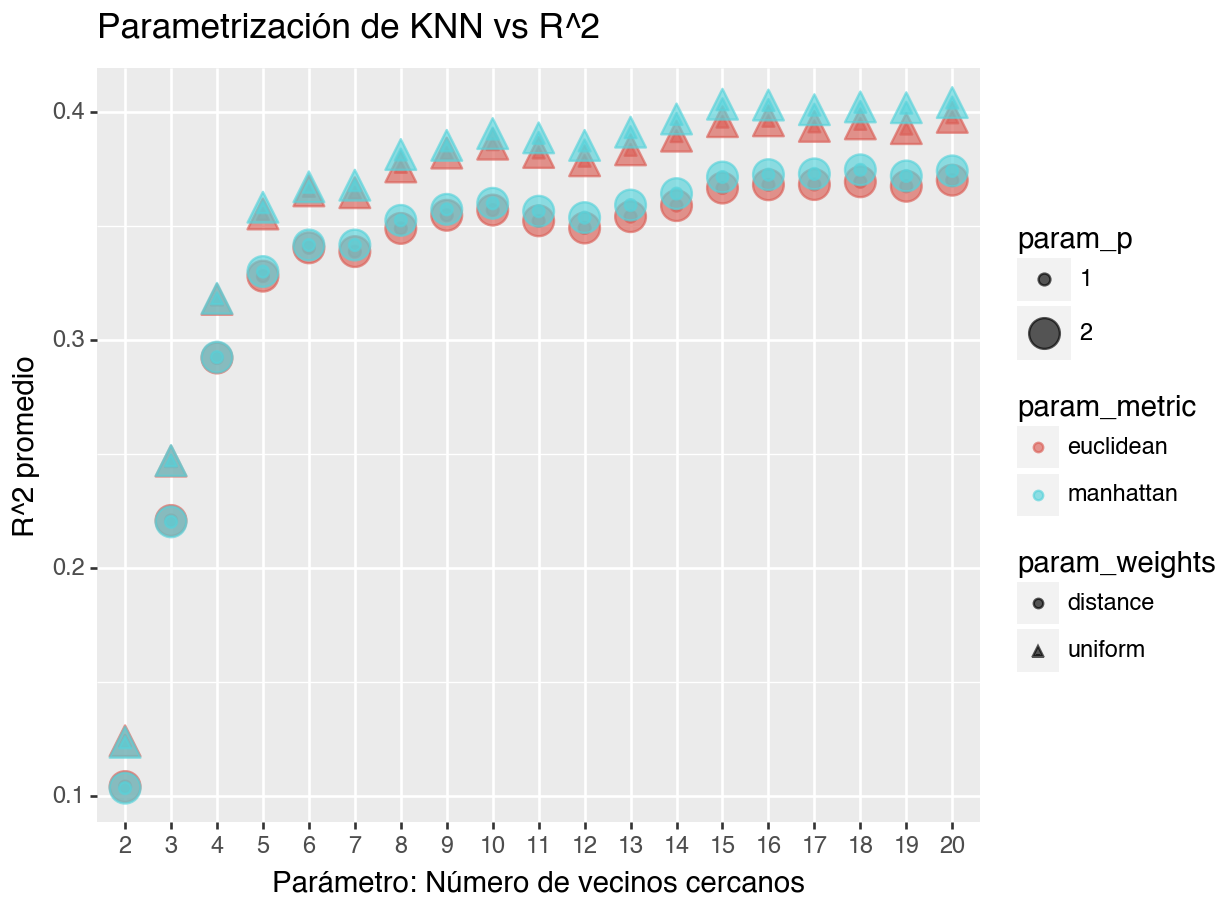 Parametrización de KNN vs R^2
0.4
0.3
0.2
0.1
R^2 promedio
2 3 4 5 6 7 8 9 10 11 12 13 14 15 16 17 18 19 20
Parámetro: Número de vecinos cercanos
param_p
1
2
param_metric
euclidean
manhattan
param_weights
distance
uniform